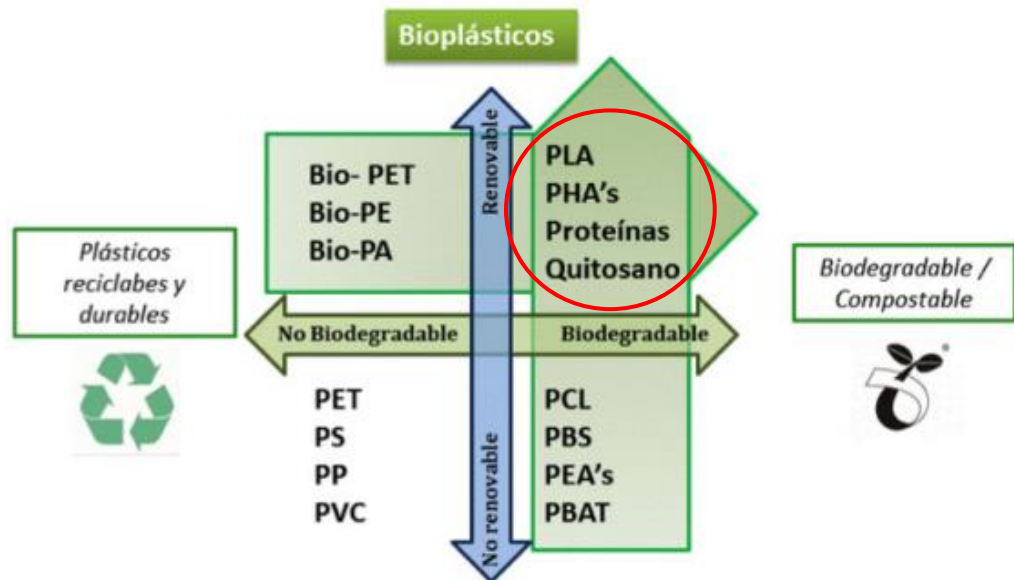 Bioplásticos
Renovable
Bio- PET
Bio-PE
Bio-PA
PLA
PHA’s
Proteínas
Quitosano
Plásticos
reciclabes y
durables
Biodegradable /
Compostable
No Biodegradable
Biodegradable
PET
PS
PP
PVC
No renovable
PCL
PBS
PEA’s
PBAT
®